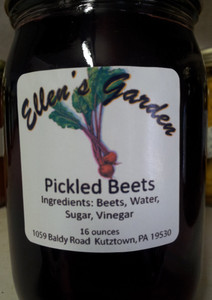 Ellen's Garden
Pickled Beets
Ingredients: Beets, Water,
Sugar, Vinegar
16 ounces
1059 Baldy Road Kutztown, PA 19530